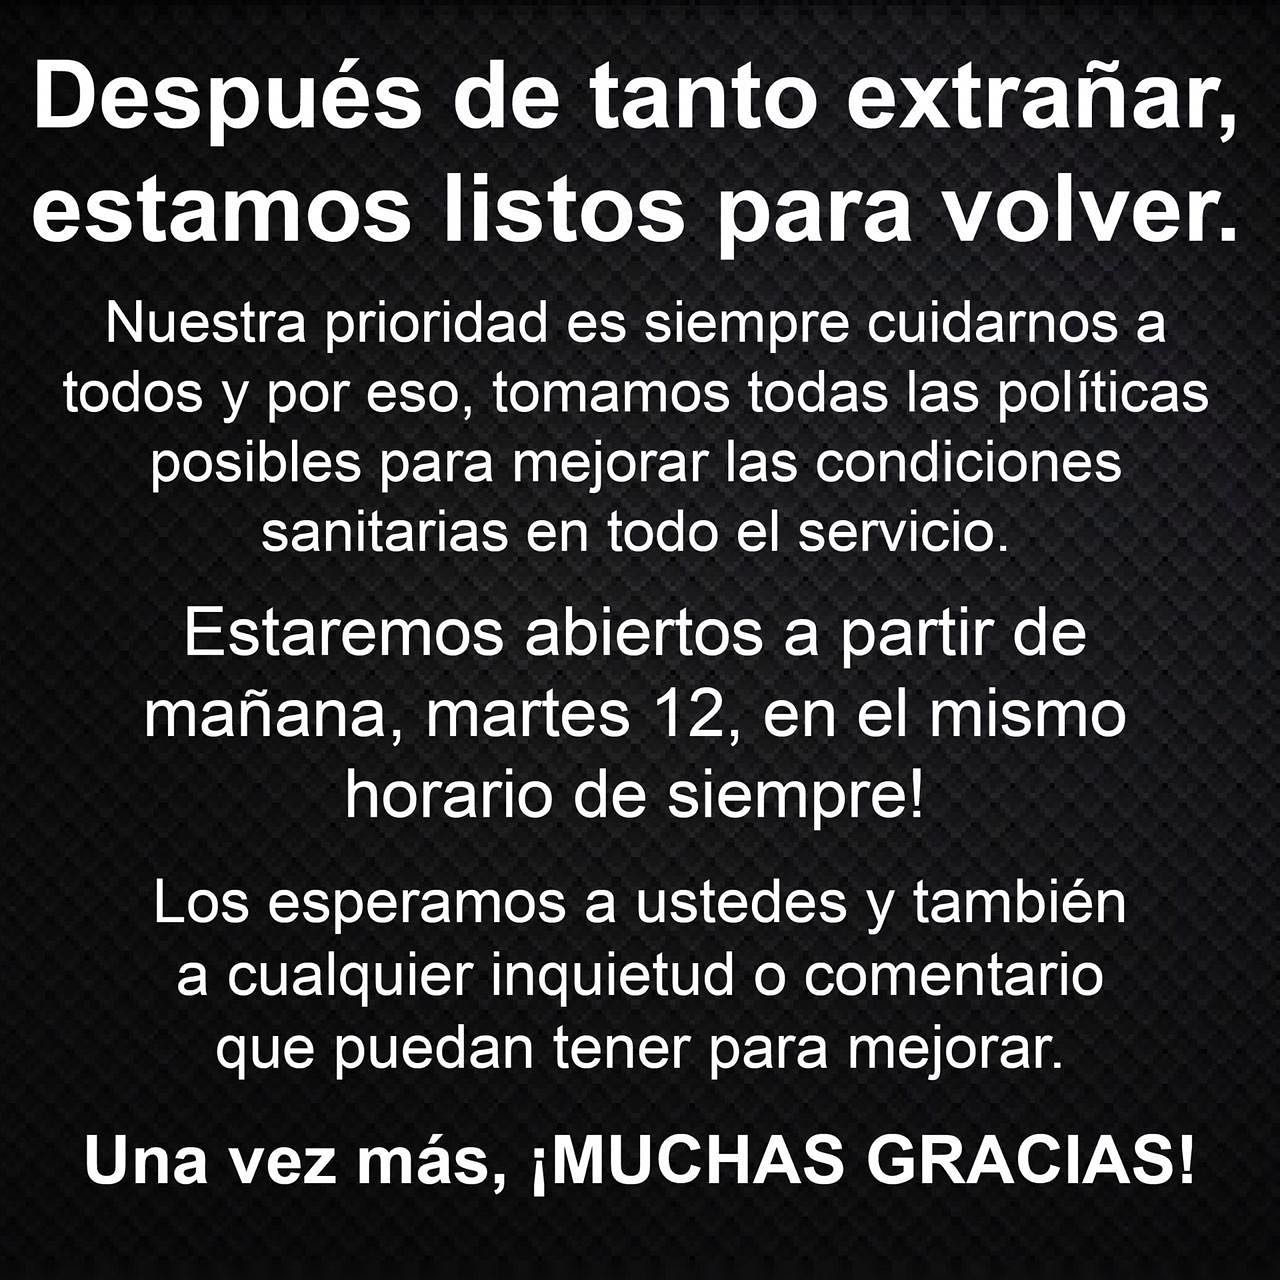 Después de tanto extrañar,
estamos listos para volver.
Nuestra prioridad es siempre cuidarnos a
todos y por eso, tomamos todas las políticas
posibles para mejorar las condiciones
sanitarias en todo el servicio.
Estaremos abiertos a partir de
mañana, martes 12, en el mismo
horario de siempre!
Los esperamos a ustedes y también
a cualquier inquietud o comentario
que puedan tener para mejorar.
Una vez más, ¡MUCHAS GRACIAS!